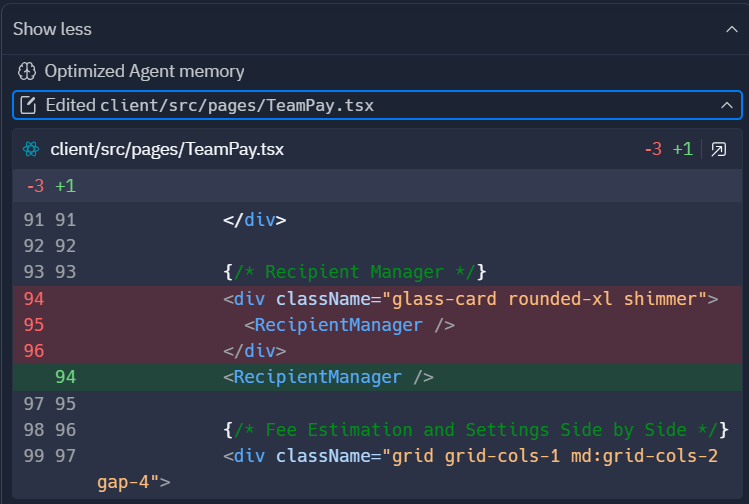 Show less
Optimized Agent memory
Edited client/src/pages/TeamPay.tsx
client/src/pages/TeamPay.tsx -3 +1
-3 +1
91 91 </div>
92 92
93 93 {/* Recipient Manager */}
94 <div className="glass-card rounded-xl shimmer">
95 <RecipientManager />
96 </div>
94 <RecipientManager />
97 95
98 96 {/* Fee Estimation and Settings Side by Side */}
99 97 <div className="grid grid-cols-1 md:grid-cols-2
gap-4">